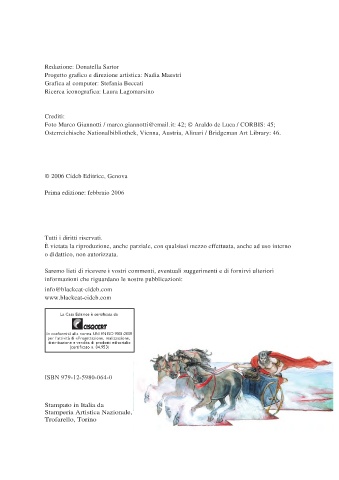 Redazione: Donatella Sartor
Progetto grafico e direzione artistica: Nadia Maestri
Grafica al computer: Stefania Beccati
Ricerca iconografica: Laura Lagomarsino
Crediti:
Foto Marco Giannotti / marco.giannotti@email.it: 42; © Araldo de Luca / CORBIS: 45;
Österreichische Nationalbibliothek, Vienna, Austria, Alinari / Bridgeman Art Library: 46.
© 2006 Cideb Editrice, Genova
Prima edizione: febbraio 2006
Tutti i diritti riservati.
È vietata la riproduzione, anche parziale, con qualsiasi mezzo effettuata, anche ad uso interno
o didattico, non autorizzata.
Saremo lieti di ricevere i vostri commenti, eventuali suggerimenti e di fornirvi ulteriori
informazioni che riguardano le nostre pubblicazioni:
info@blackcat-cideb.com
www.blackcat-cideb.com
La Casa Editrice è certificata da
CISQCERT
in conformità alla norma UNI EN ISO 9001:2000
per l'attività di «Progettazione, realizzazione,
distribuzione e vendita di prodotti editoriali»
(certificato n. 04.953)
ISBN 979-12-5980-064-0
Stampato in Italia da
Stamperia Artistica Nazionale,
Trofarello, Torino